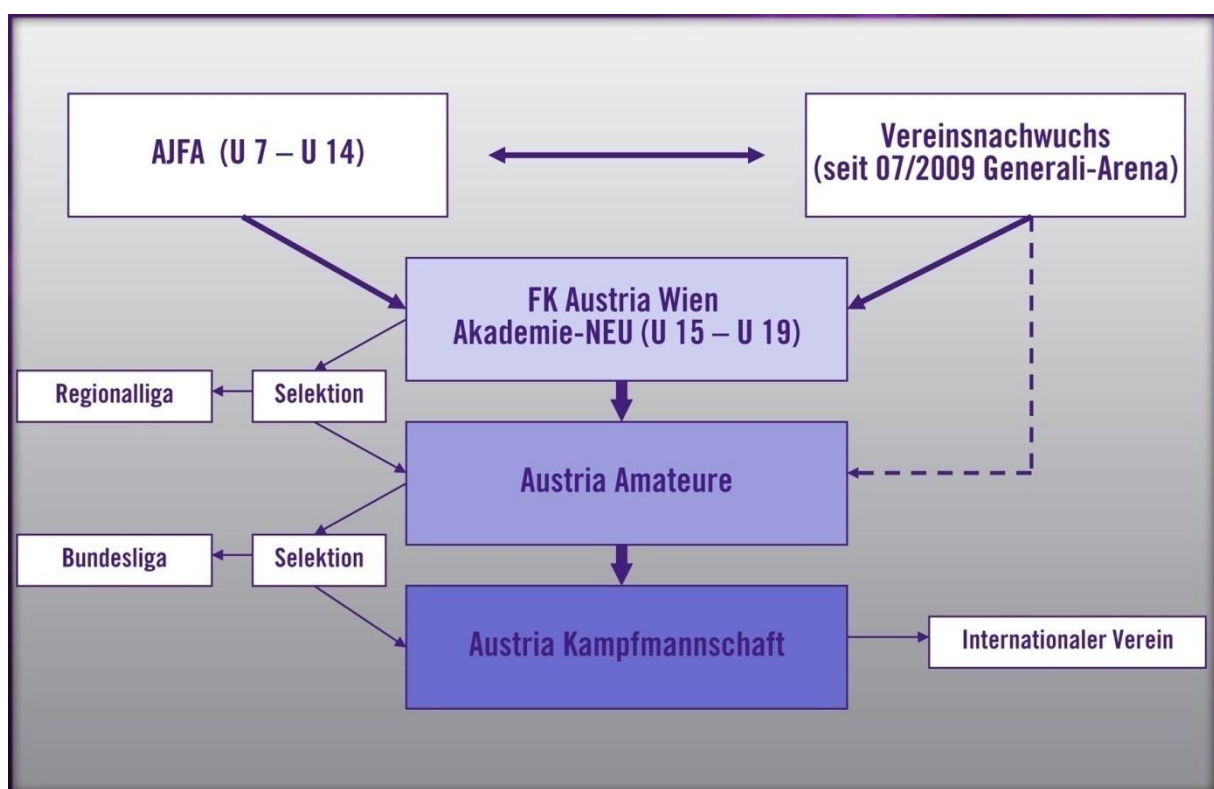 AJFA (U 7 – U 14)
Vereinsnachwuchs
(seit 07/2009 Generali-Arena)
FK Austria Wien
Akademie-NEU (U 15 – U 19)
Regionalliga
Selektion
Austria Amateure
Bundesliga
Selektion
Austria Kampfmannschaft
Internationaler Verein